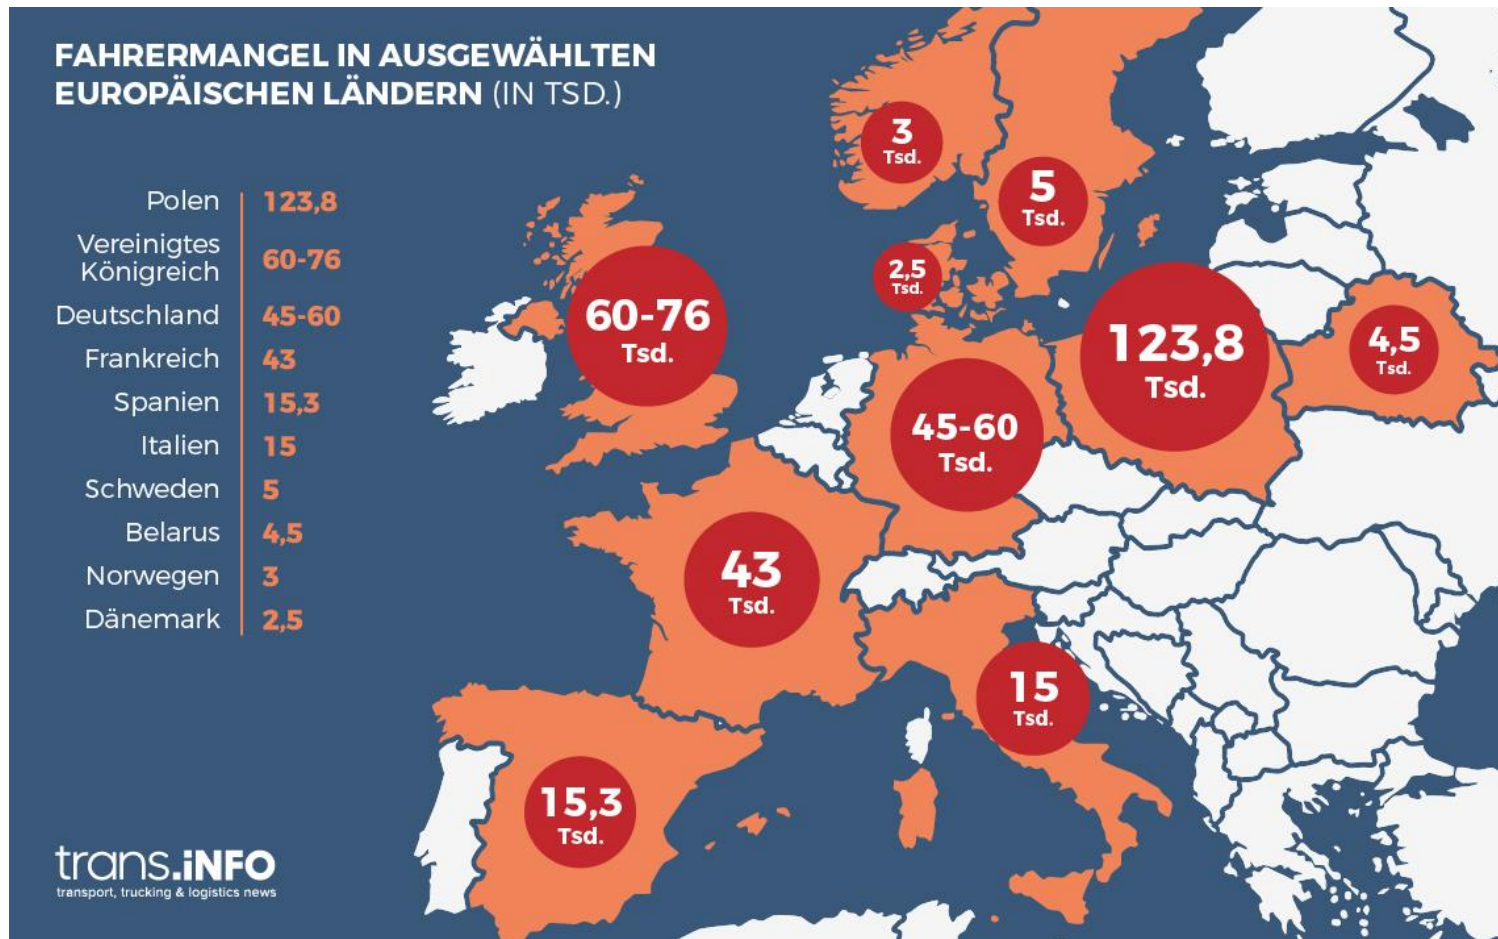 FAHRERMANGEL IN AUSGEWÄHLTEN
EUROPÄISCHEN LÄNDERN (IN TSD.)
Polen 123,8
Vereinigtes
Königreich 60-76
Deutschland 45-60
Frankreich 43
Spanien 15,3
Italien 15
Schweden 5
Belarus 4,5
Norwegen 3
Dänemark 2,5
3
Tsd.
5
Tsd.
2,5
Tsd.
60-76
Tsd.
123,8
Tsd.
4,5
Tsd.
45-60
Tsd.
43
Tsd.
15
Tsd.
15,3
Tsd.
trans.iNFO
transport, trucking & logistics news